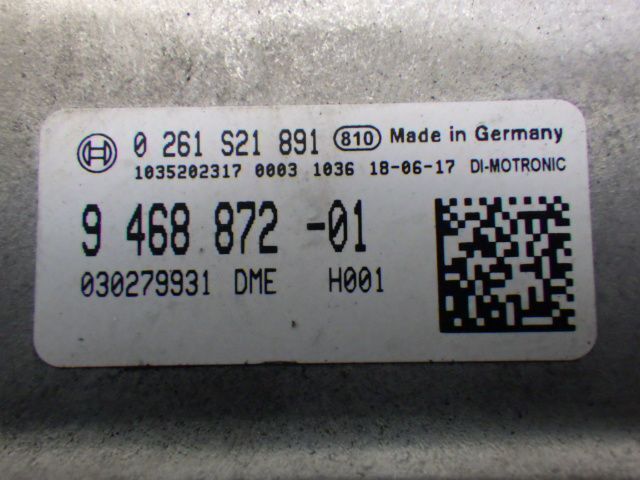 0 261 S21 891 810 Made in Germany
1035202317 0003 1036 18-06-17 DI-MOTRONIC
9 468 872 -01
030279931 DME H001